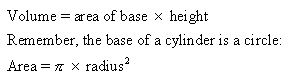 Volume = area of base × height
Remember, the base of a cylinder is a circle:
Area = π × radius²